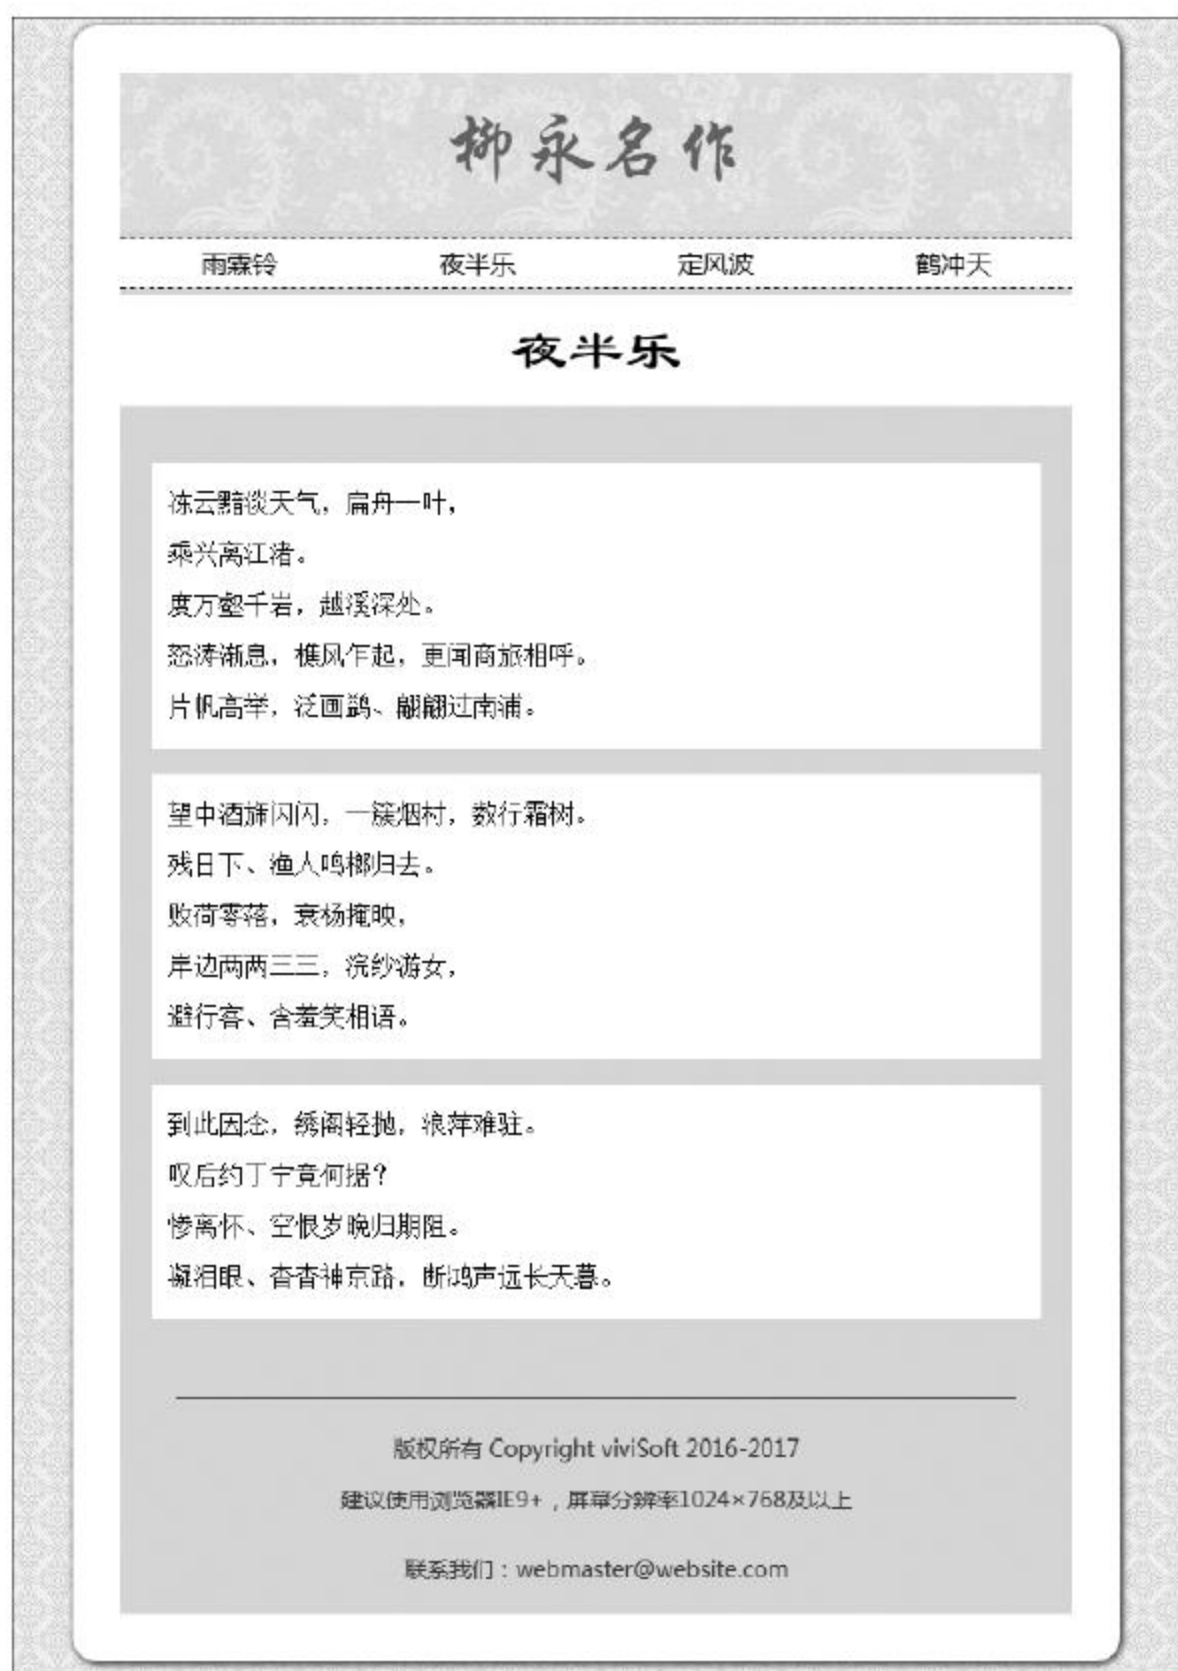 柳永名作
雨霖铃 夜半乐 定风波 鹤冲天
夜半乐
冻云黯淡天气，扁舟一叶，
乘兴离江渚。
度万壑千岩，越溪深处。
怒涛渐息，樵风乍起，更闻商旅相呼。
片帆高举，泛画鹢、翩翩过南浦。
望中酒旆闪闪，一簇烟村，数行霜树。
残日下、渔人鸣榔归去。
败荷零落，衰杨掩映，
岸边两两三三，浣纱游女，
避行客、含羞笑相语。
到此因念，绣阁轻抛，浪萍难驻。
叹后约丁宁竟何据？
惨离怀、空恨岁晚归期阻。
凝泪眼、杳杳神京路，断鸿声远长天暮。
版权所有 Copyright viviSoft 2016-2017
建议使用浏览器IE9+，屏幕分辨率1024×768及以上
联系我们：webmaster@website.com